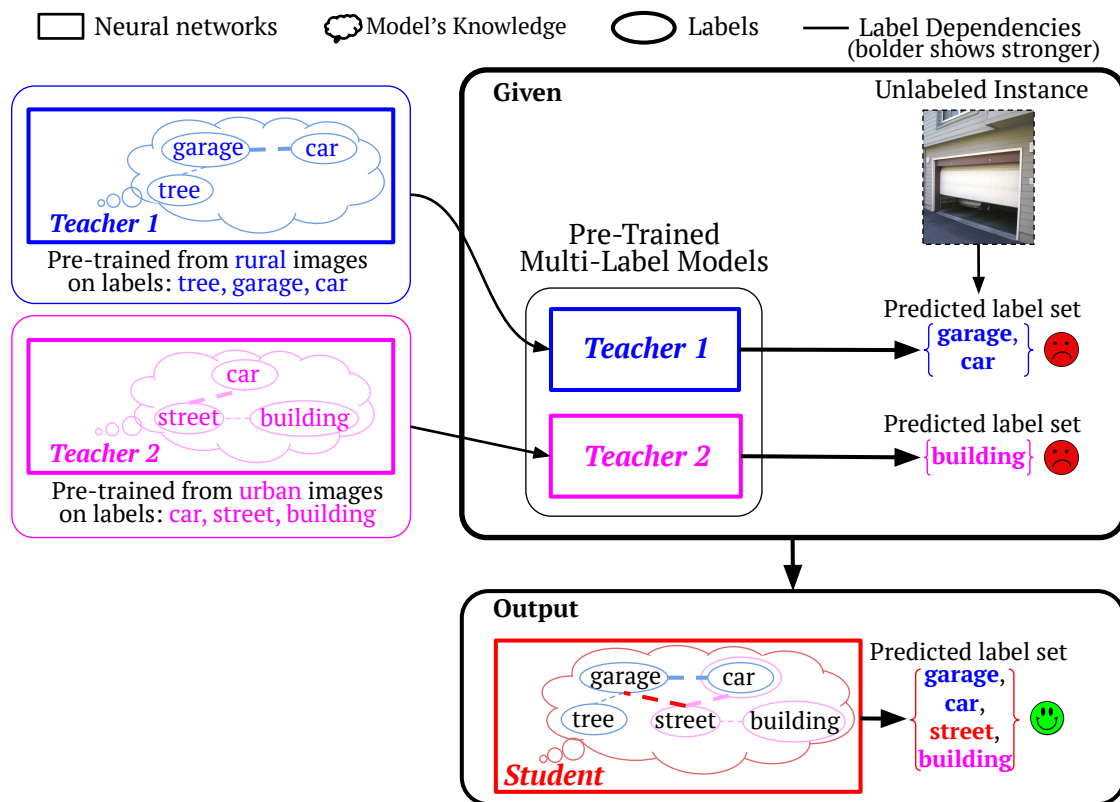 Neural networks
Model's Knowledge
Labels
Label Dependencies
(bolder shows stronger)
garage
car
tree
Teacher 1
Pre-trained from rural images
on labels: tree, garage, car
car
street
building
Teacher 2
Pre-trained from urban images
on labels: car, street, building
Given
Unlabeled Instance
Pre-Trained
Multi-Label Models
Teacher 1
Predicted label set
{garage,
car}
Teacher 2
Predicted label set
{building}
Output
garage
car
tree
street
building
Student
Predicted label set
{garage,
car,
street,
building}